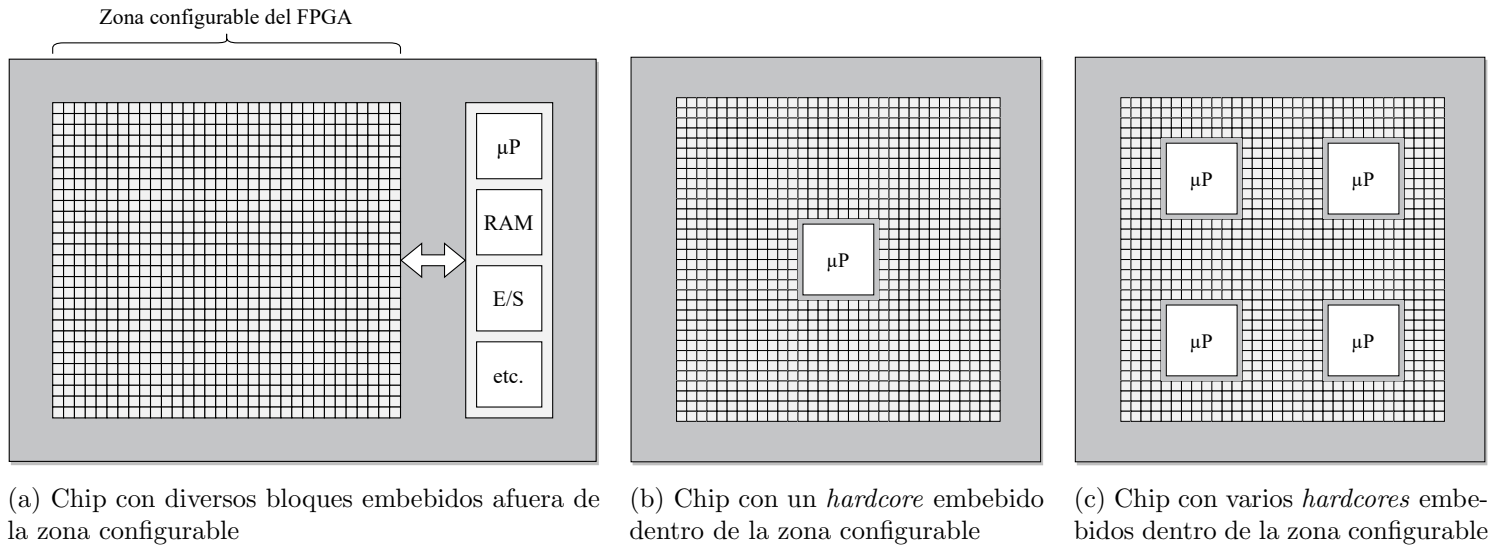 Zona configurable del FPGA
µP
RAM
E/S
etc.
µP
µP
µP
µP
µP
(a) Chip con diversos bloques embebidos afuera de
la zona configurable
(b) Chip con un hardcore embebido
dentro de la zona configurable
(c) Chip con varios hardcores embe-
bidos dentro de la zona configurable